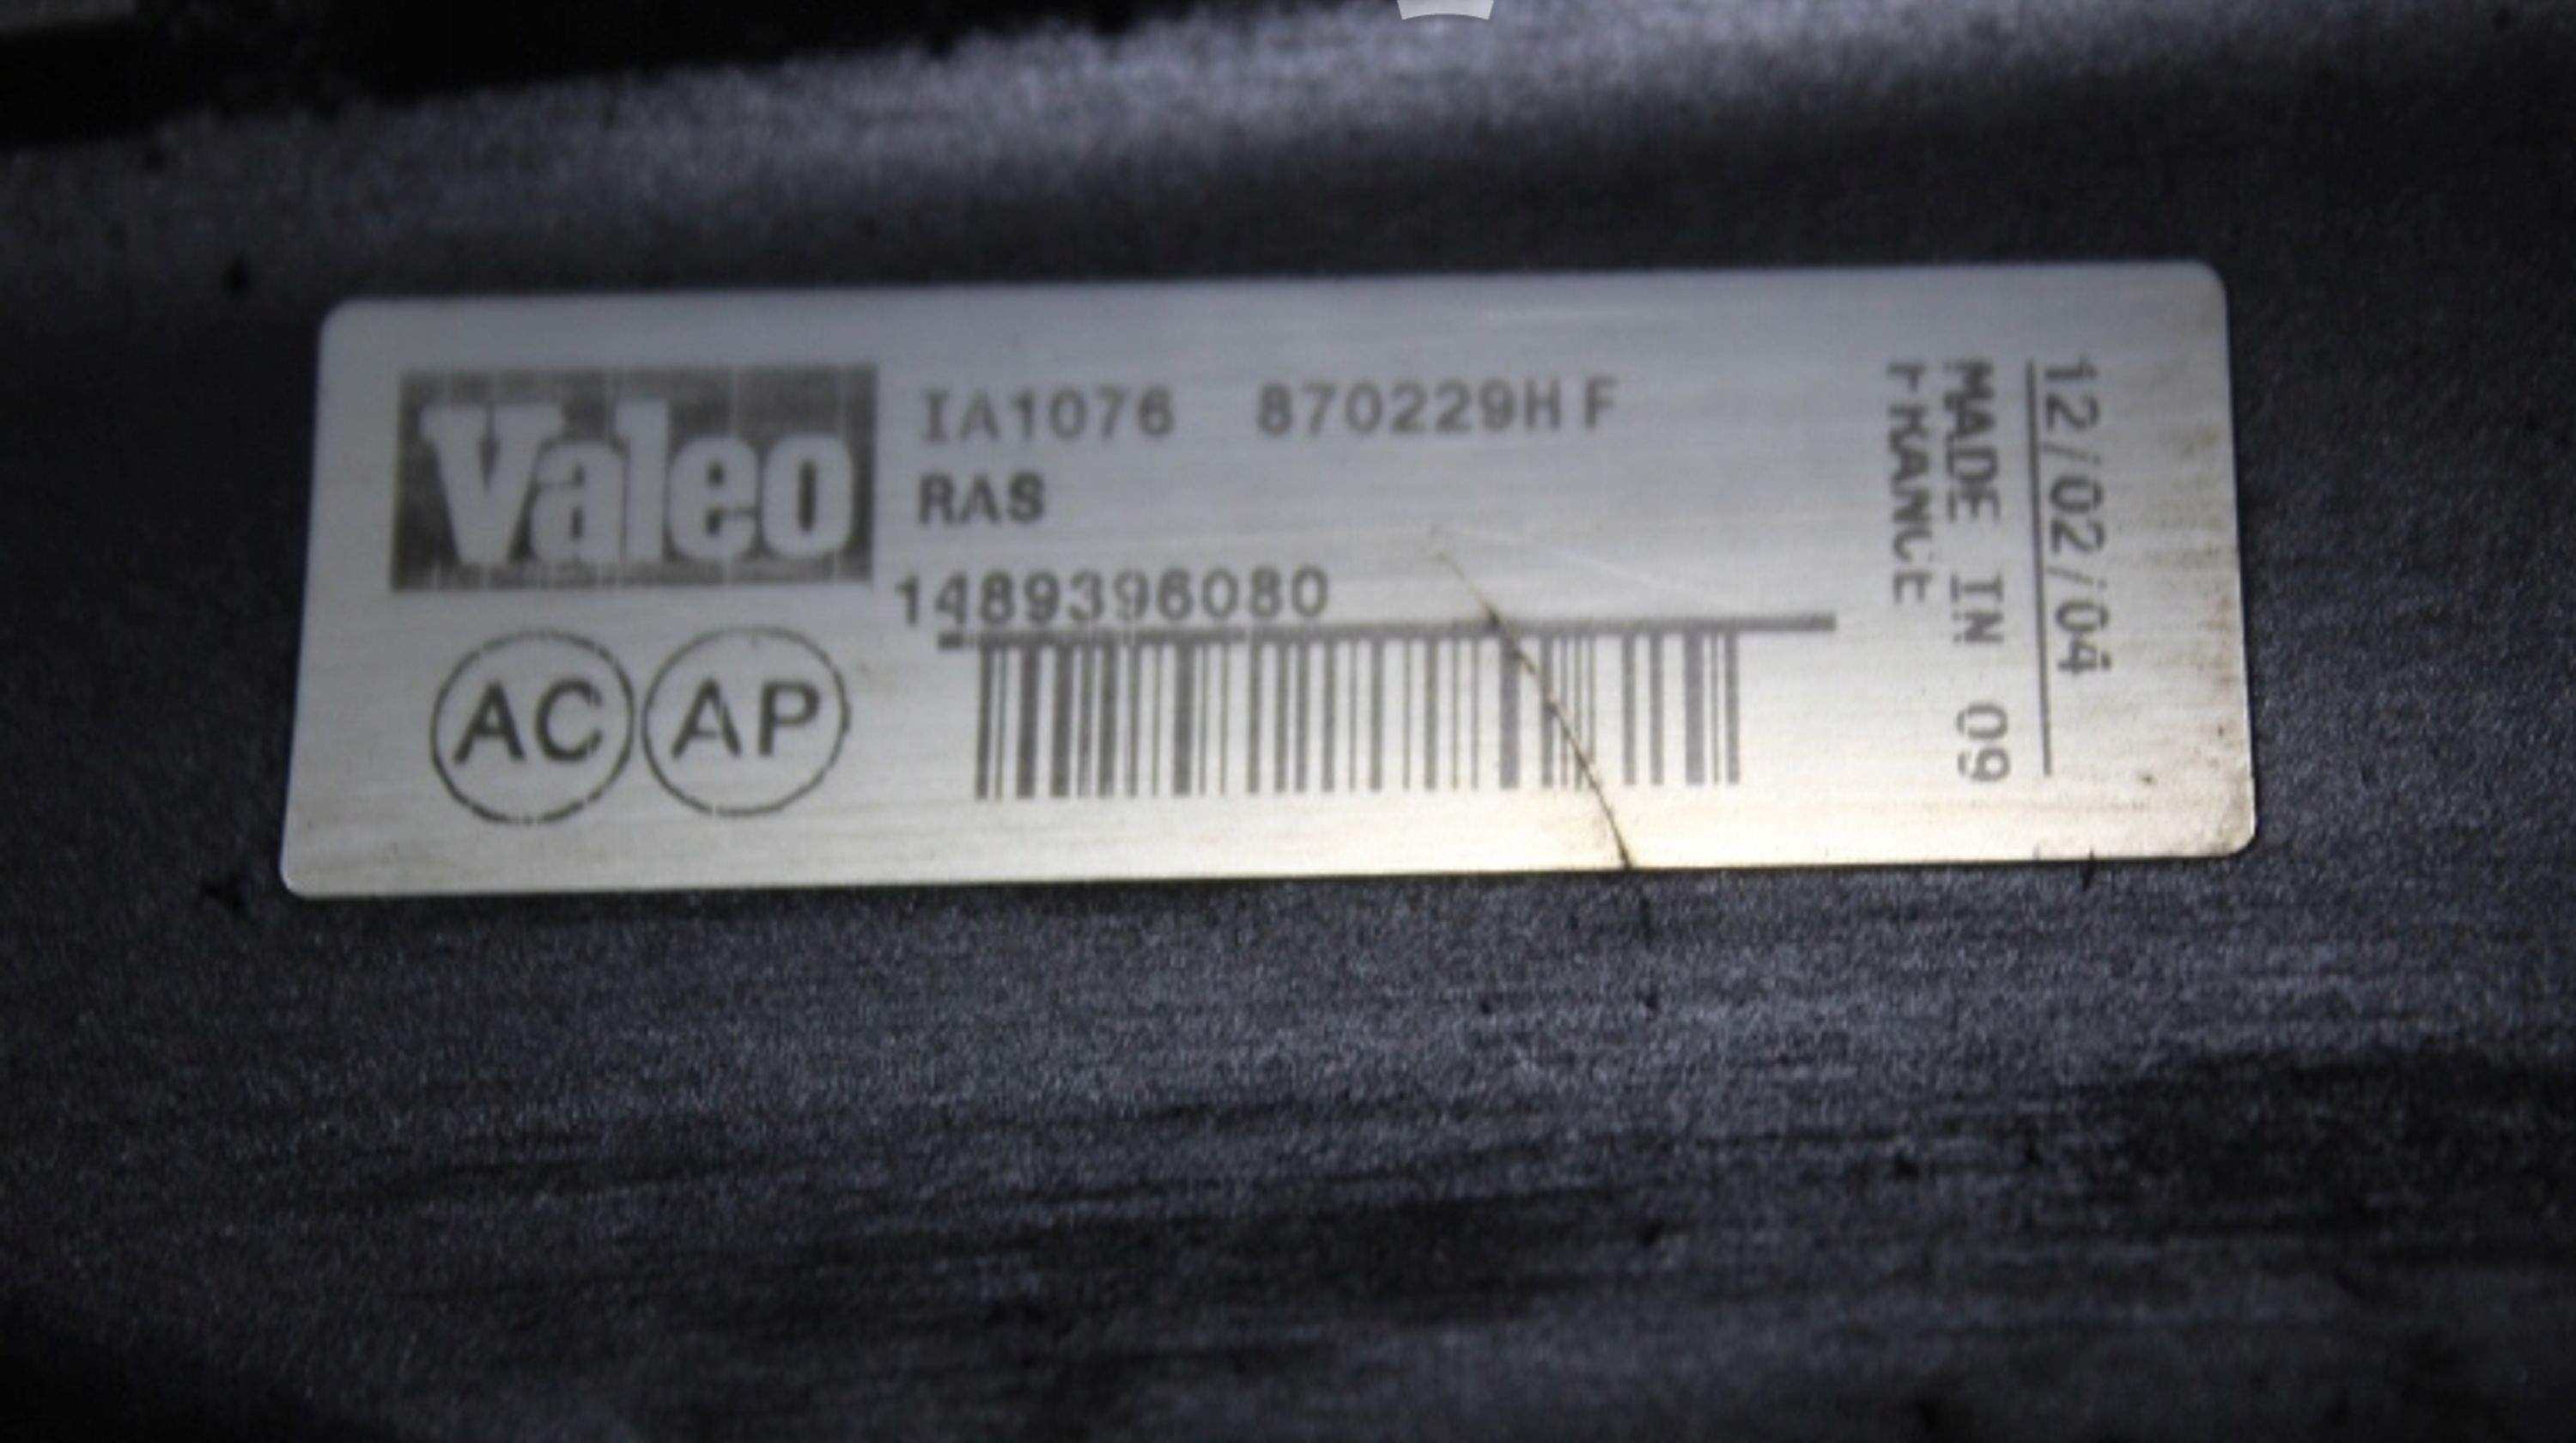 Valeo
IA1076 870229HF
RAS
1489396080
AC AP
12/02/04
MADE IN 09
FRANCE